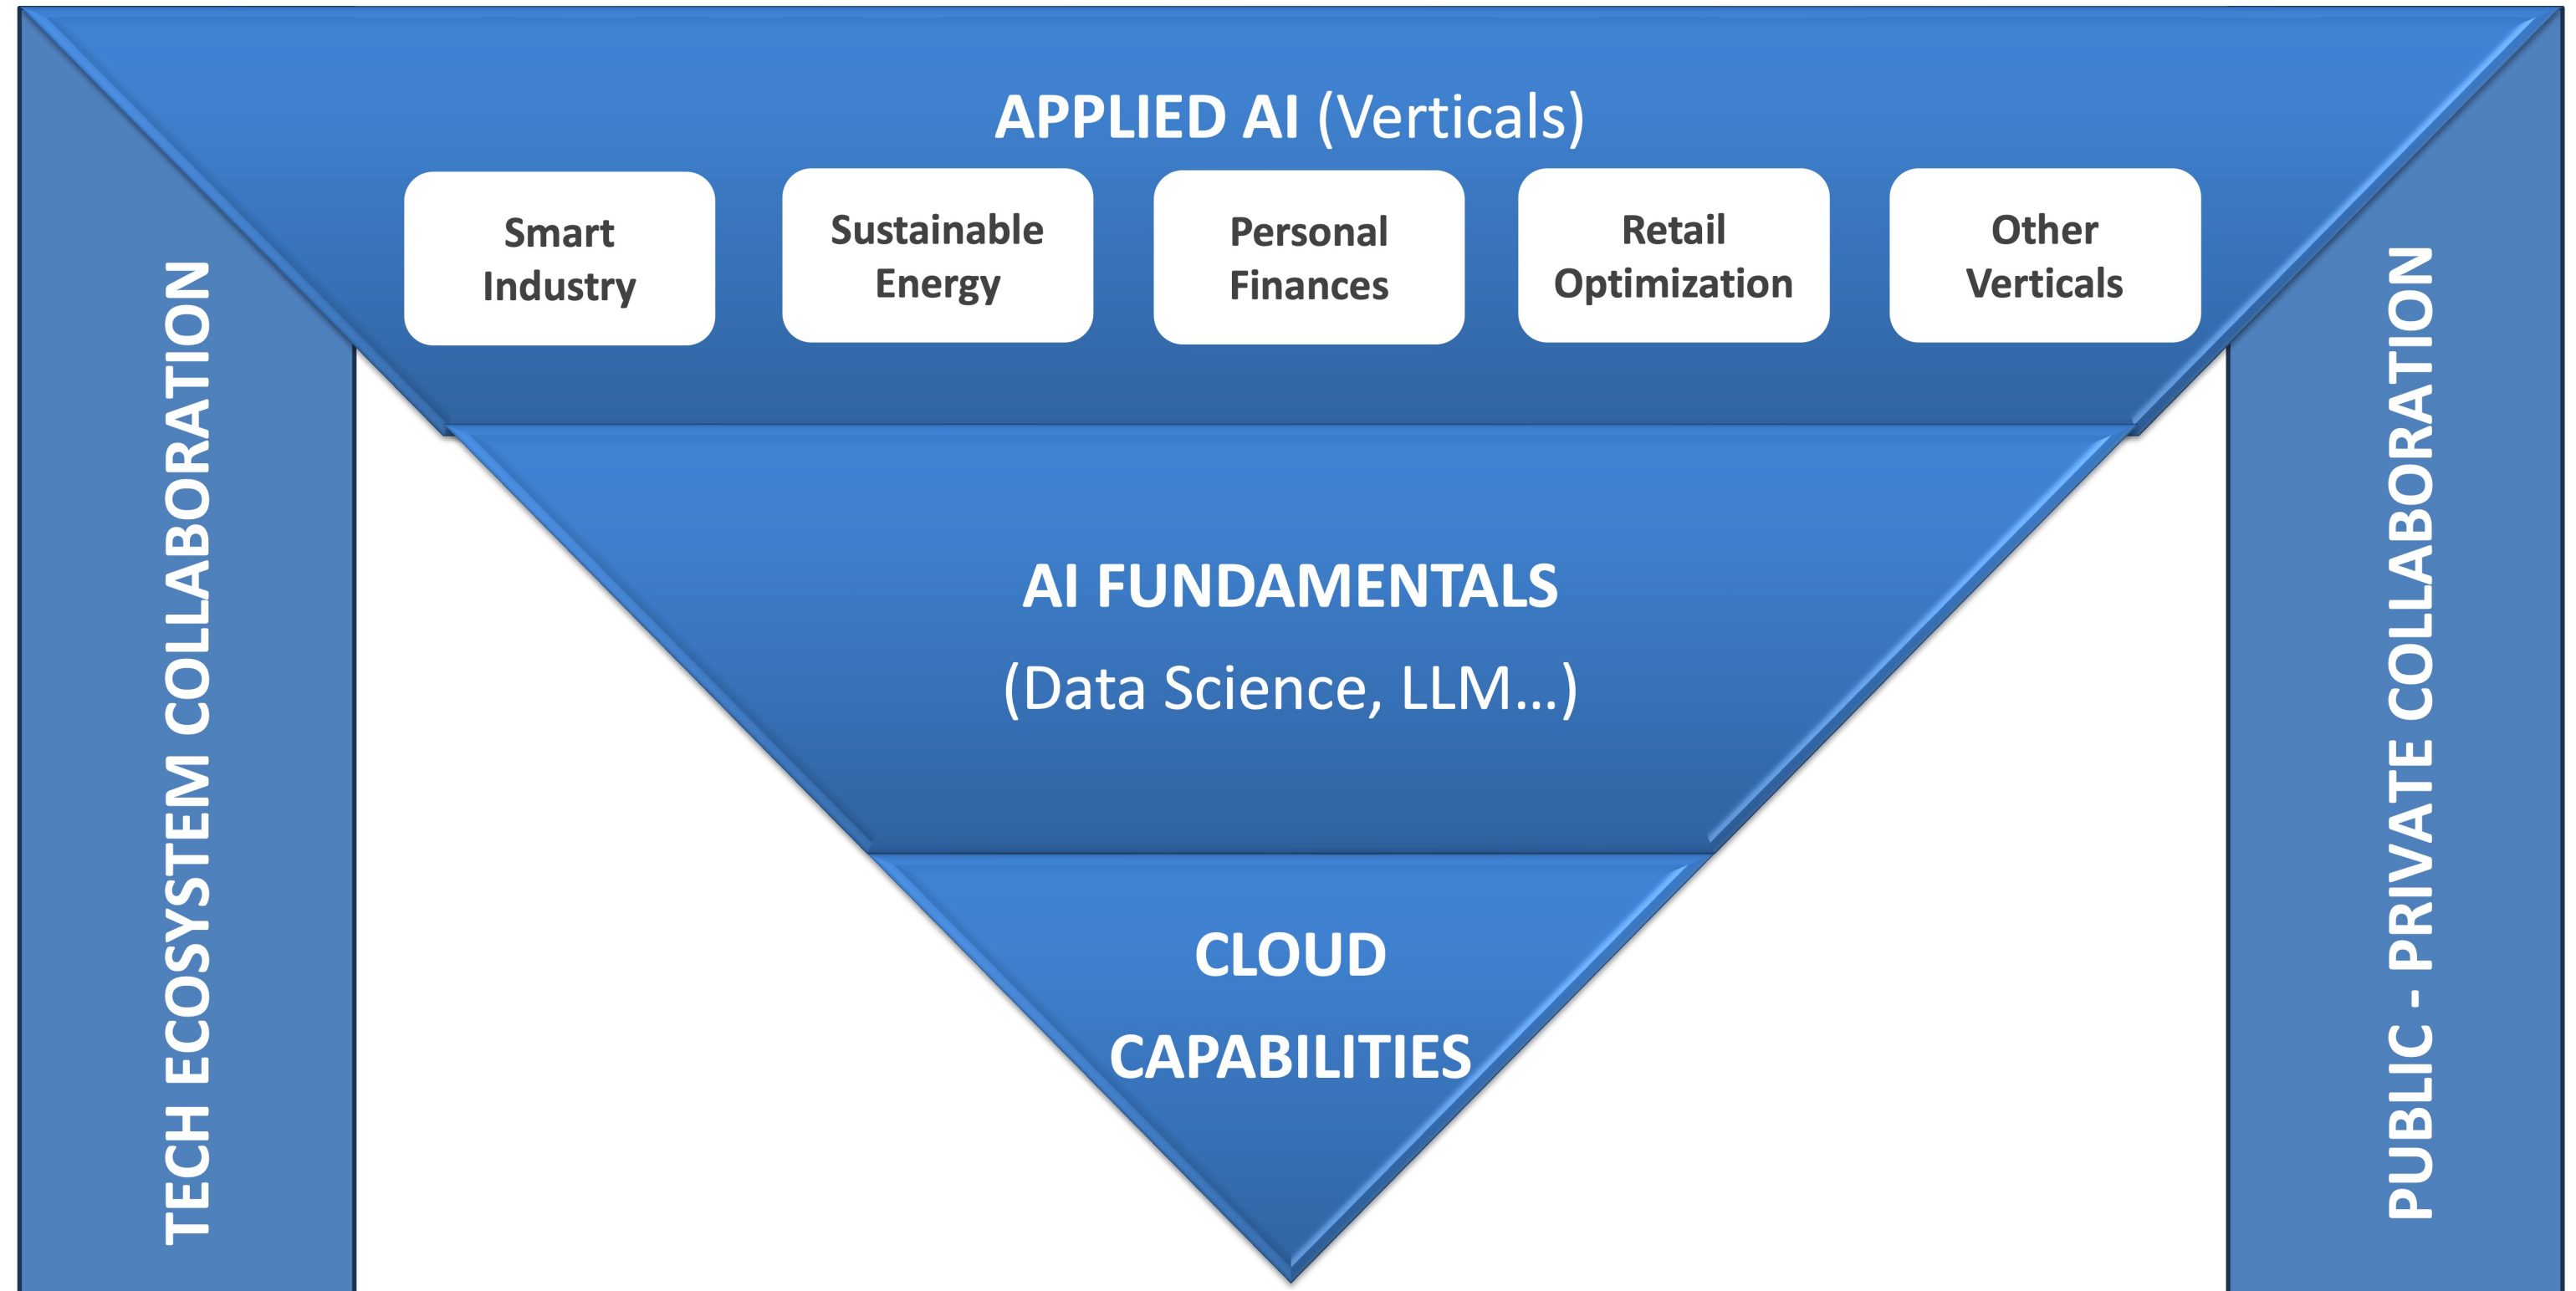 APPLIED AI (Verticals)
Smart
Industry
Sustainable
Energy
Personal
Finances
Retail
Optimization
Other
Verticals
TECH ECOSYSTEM COLLABORATION
AI FUNDAMENTALS
(Data Science, LLM...)
CLOUD
CAPABILITIES
PUBLIC - PRIVATE COLLABORATION